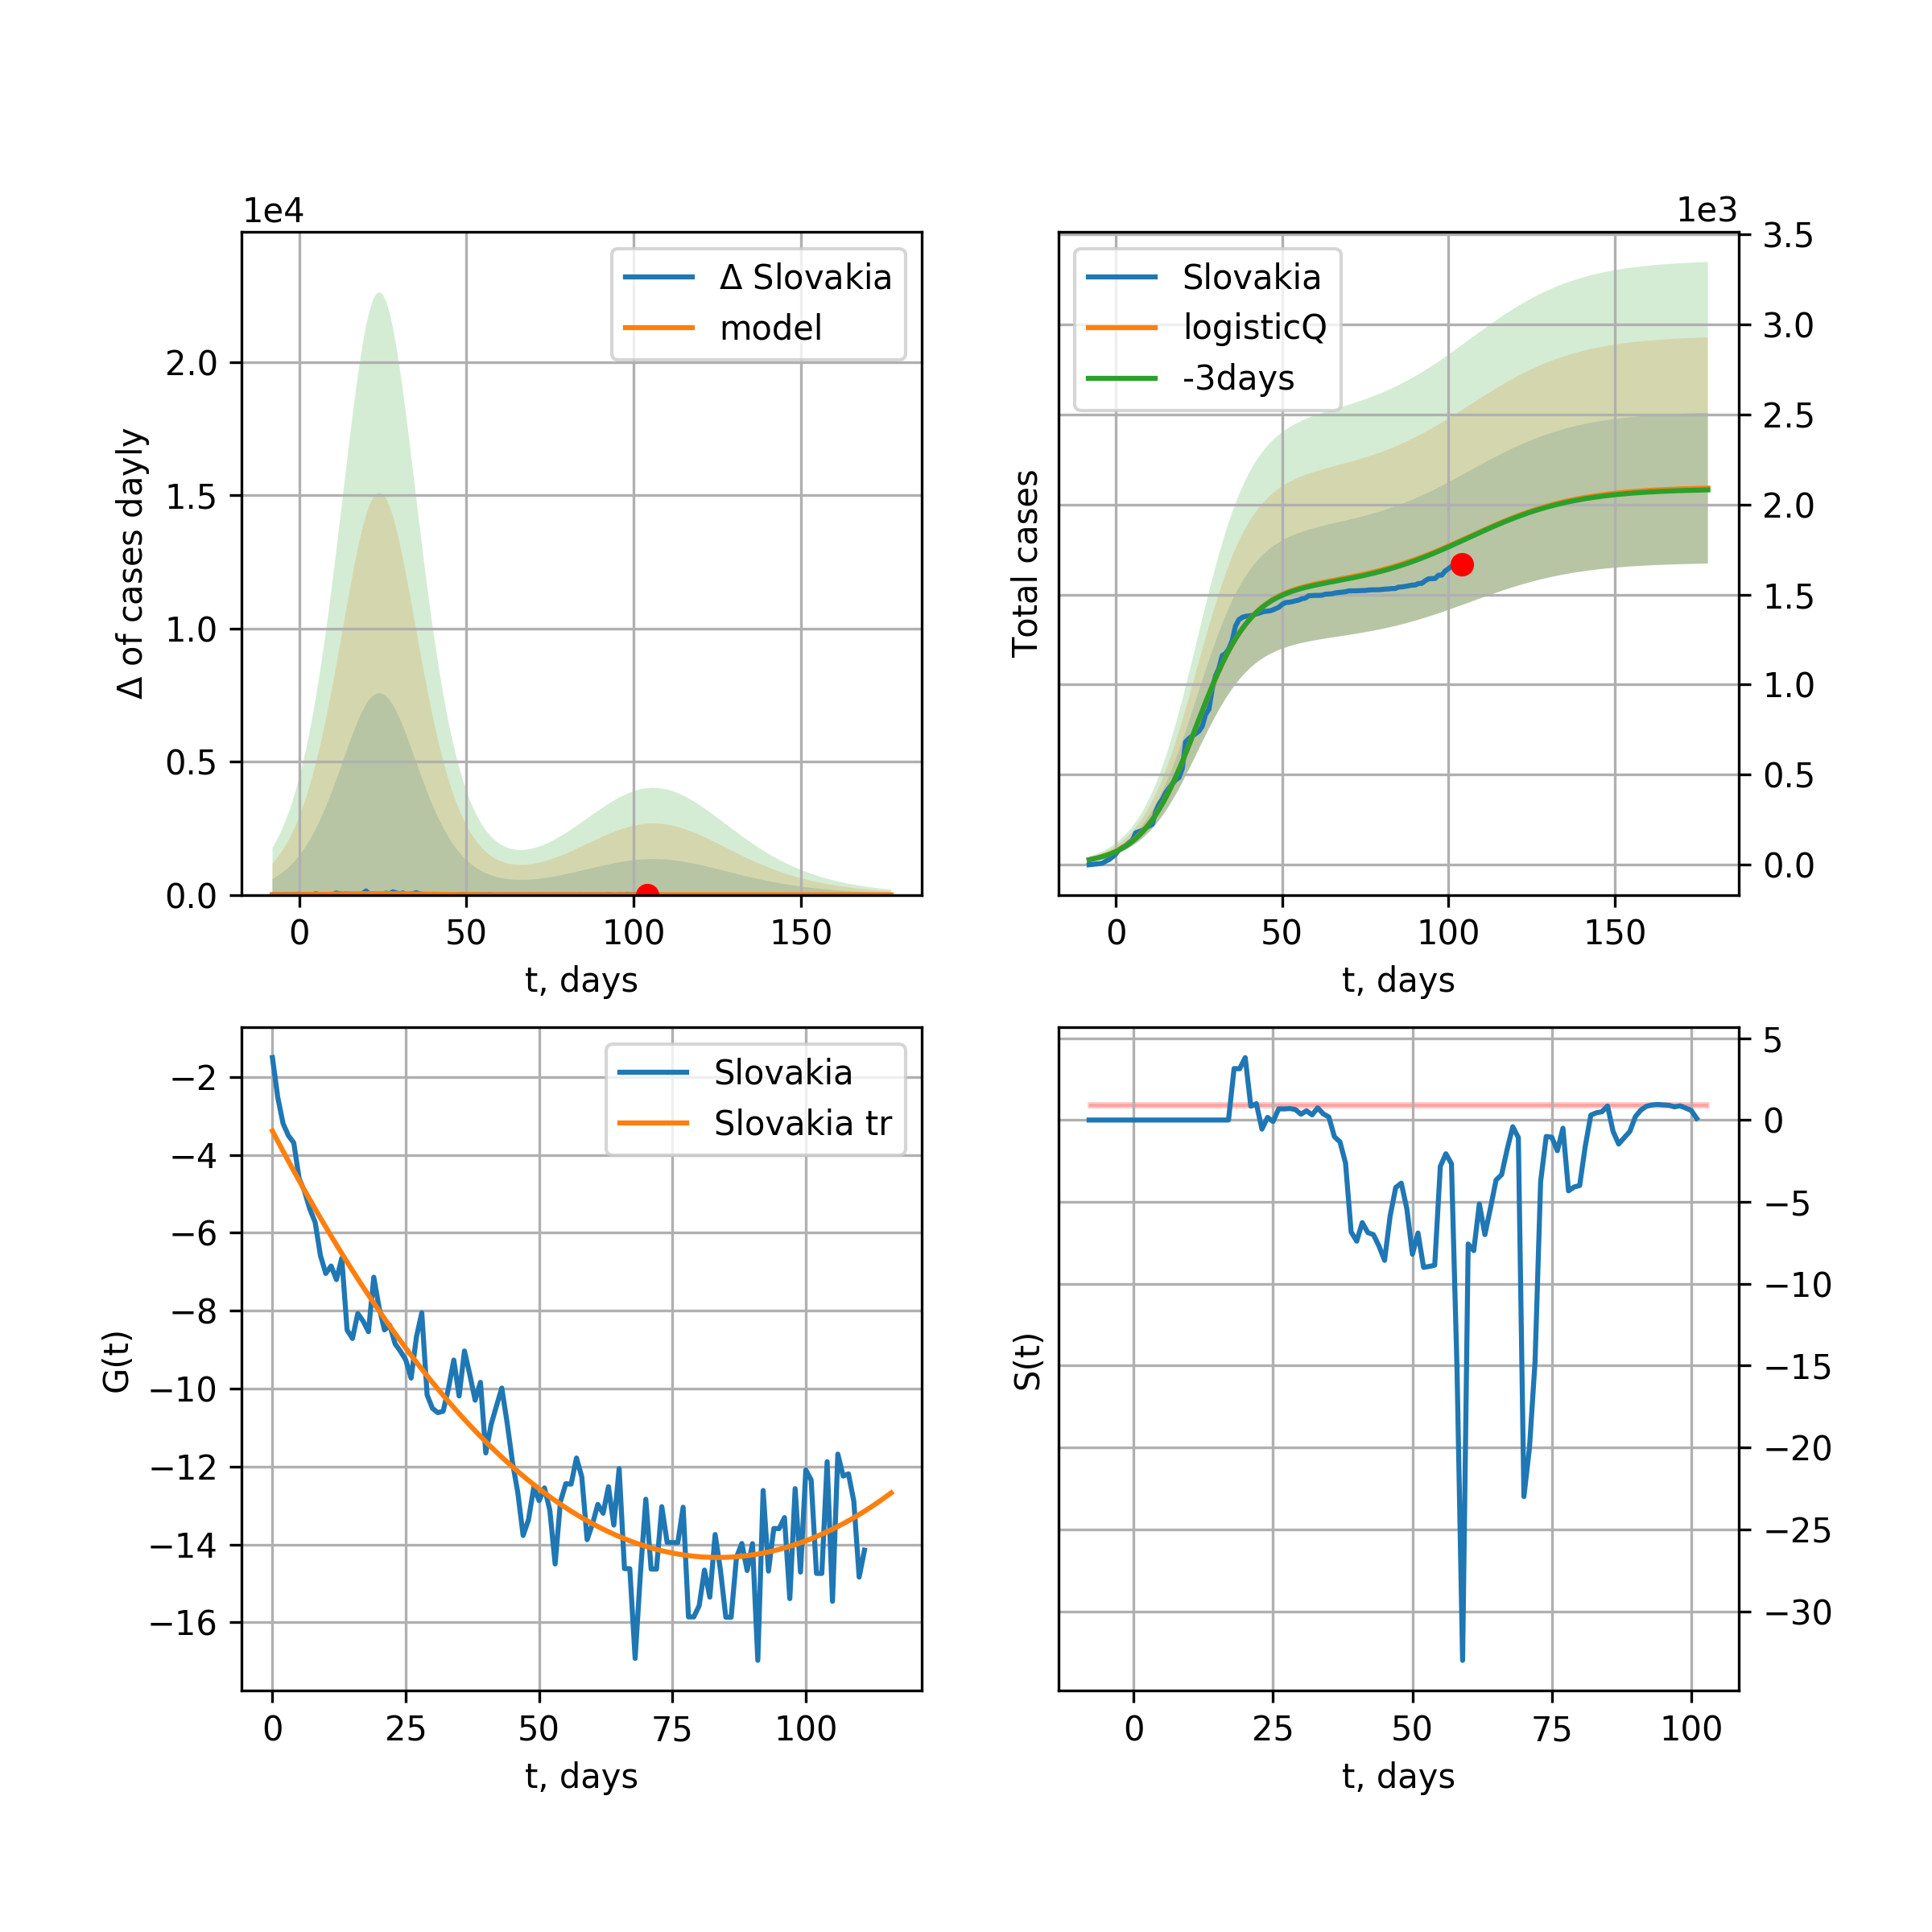 1e4
Δ Slovakia
model
2.0
1.5
1.0
0.5
0.0
Δ of cases dayly
0 50 100 150
t, days
1e3
Slovakia
logisticQ
-3days
3.5
3.0
2.5
2.0
1.5
1.0
0.5
0.0
Total cases
0 50 100 150
t, days
Slovakia
Slovakia tr
−2
−4
−6
−8
−10
−12
−14
−16
G(t)
0 25 50 75 100
t, days
5
0
−5
−10
−15
−20
−25
−30
S(t)
0 25 50 75 100
t, days